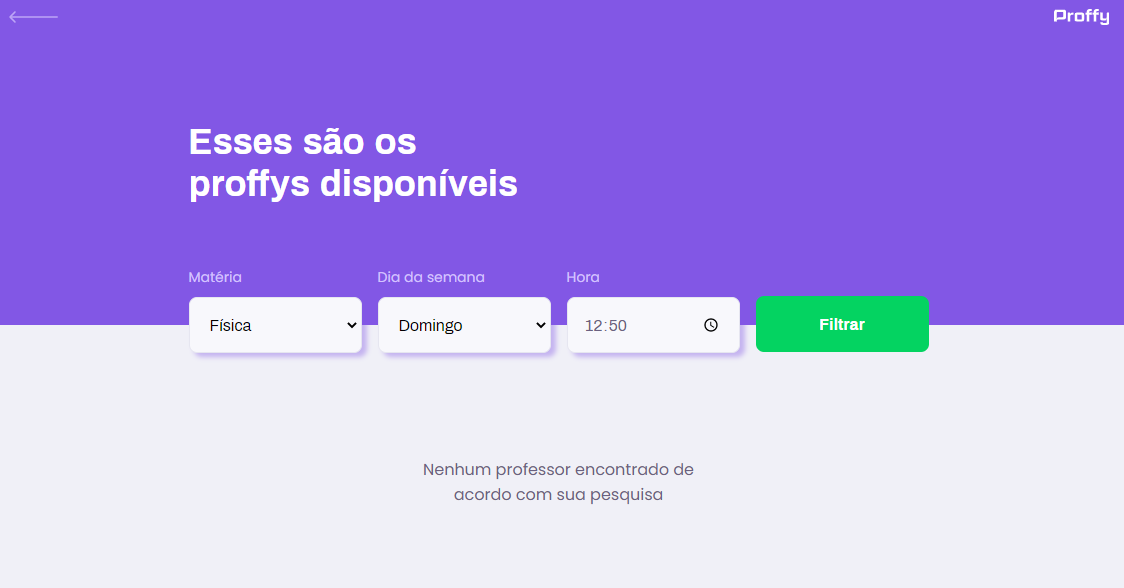 Proffy
Esses são os
proffys disponíveis
Matéria
Dia da semana
Hora
Física
Domingo
12:50
Filtrar
Nenhum professor encontrado de
acordo com sua pesquisa